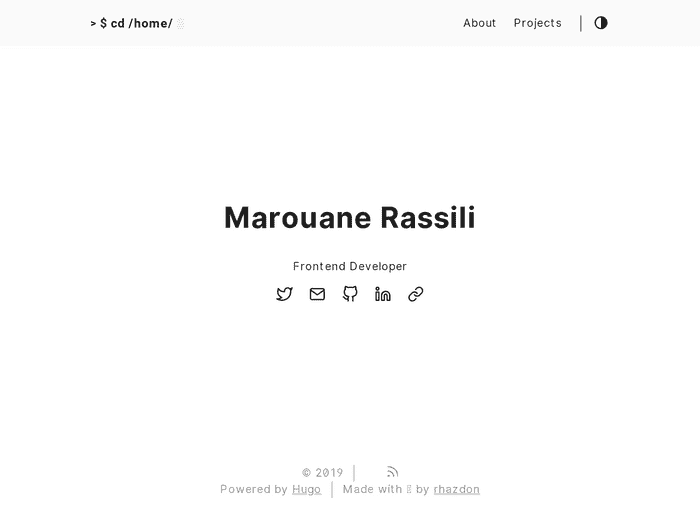 > $ cd /home/
About Projects
Marouane Rassili
Frontend Developer
© 2019
Powered by Hugo | Made with by rhazdon